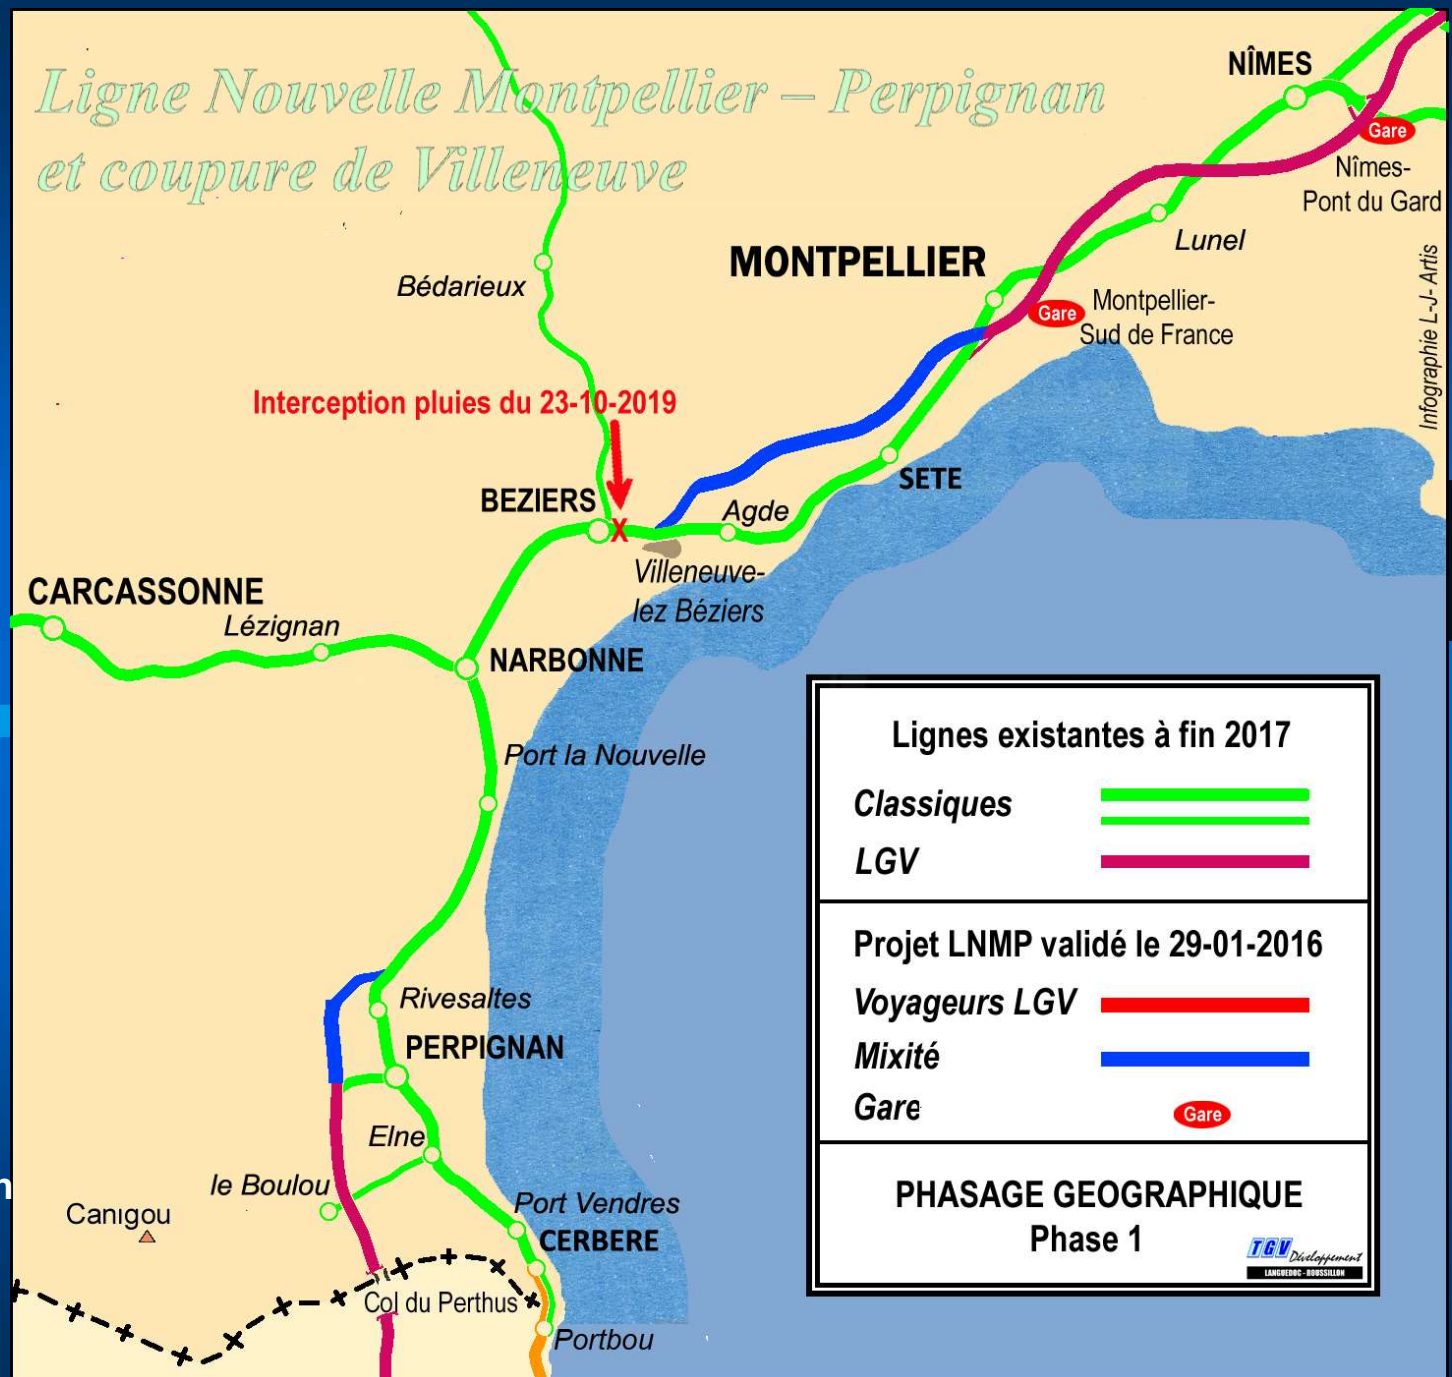 Ligne Nouvelle Montpellier – Perpignan
et coupure de Villeneuve
NÎMES
Gare
Nîmes-
Pont du Gard
Lunel
MONTPELLIER
Bédarieux
Gare
Montpellier-
Sud de France
Infographie L-J- Artis
Interception pluies du 23-10-2019
SETE
BEZIERS
X
Agde
Villeneuve-
lez Béziers
CARCASSONNE
Lézignan
NARBONNE
Port la Nouvelle
Rivesaltes
PERPIGNAN
Elne
le Boulou
n
Canigou
Port Vendres
CERBERE
Col du Perthus
Portbou
Lignes existantes à fin 2017
Classiques
LGV
Projet LNMP validé le 29-01-2016
Voyageurs LGV
Mixité
Gare
Gare
PHASAGE GEOGRAPHIQUE
Phase 1
TGV Développement
LANGUEDOC - ROUSSILLON